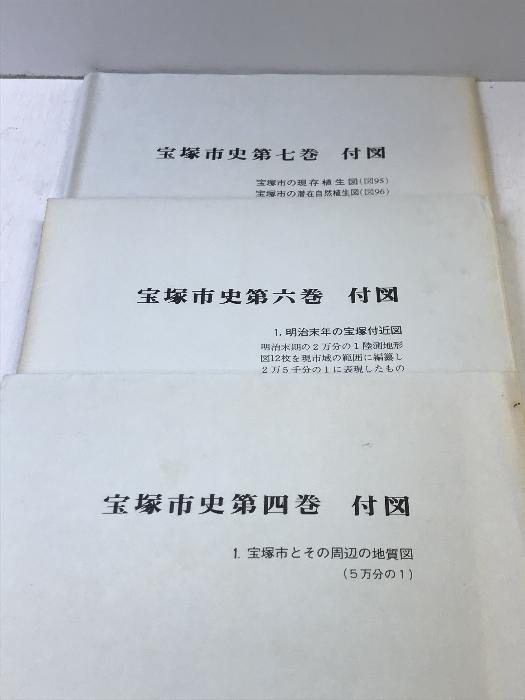 宝塚市史第七巻 付図
宝塚市の現存植生図(図95)
宝塚市の潜在自然植生図(図96)
宝塚市史第六巻 付図
1. 明治末年の宝塚付近図
明治末期の2万分の1陸測地形
図12枚を現市域の範囲に編纂し
2万5千分の1に表現したもの
宝塚市史第四巻 付図
1. 宝塚市とその周辺の地質図
(5万分の1)